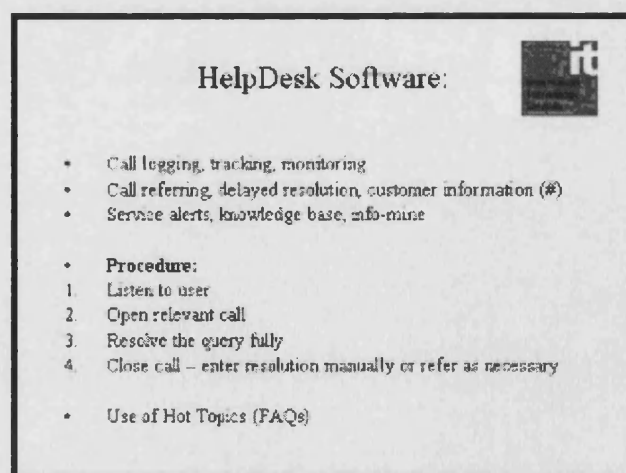 HelpDesk Software:
it
• Call logging, tracking, monitoring
• Call referring, delayed resolution, customer information (#)
• Service alerts, knowledge base, info-mine
• Procedure:
1. Listen to user
2. Open relevant call
3. Resolve the query fully
4. Close call – enter resolution manually or refer as necessary
• Use of Hot Topics (FAQs)